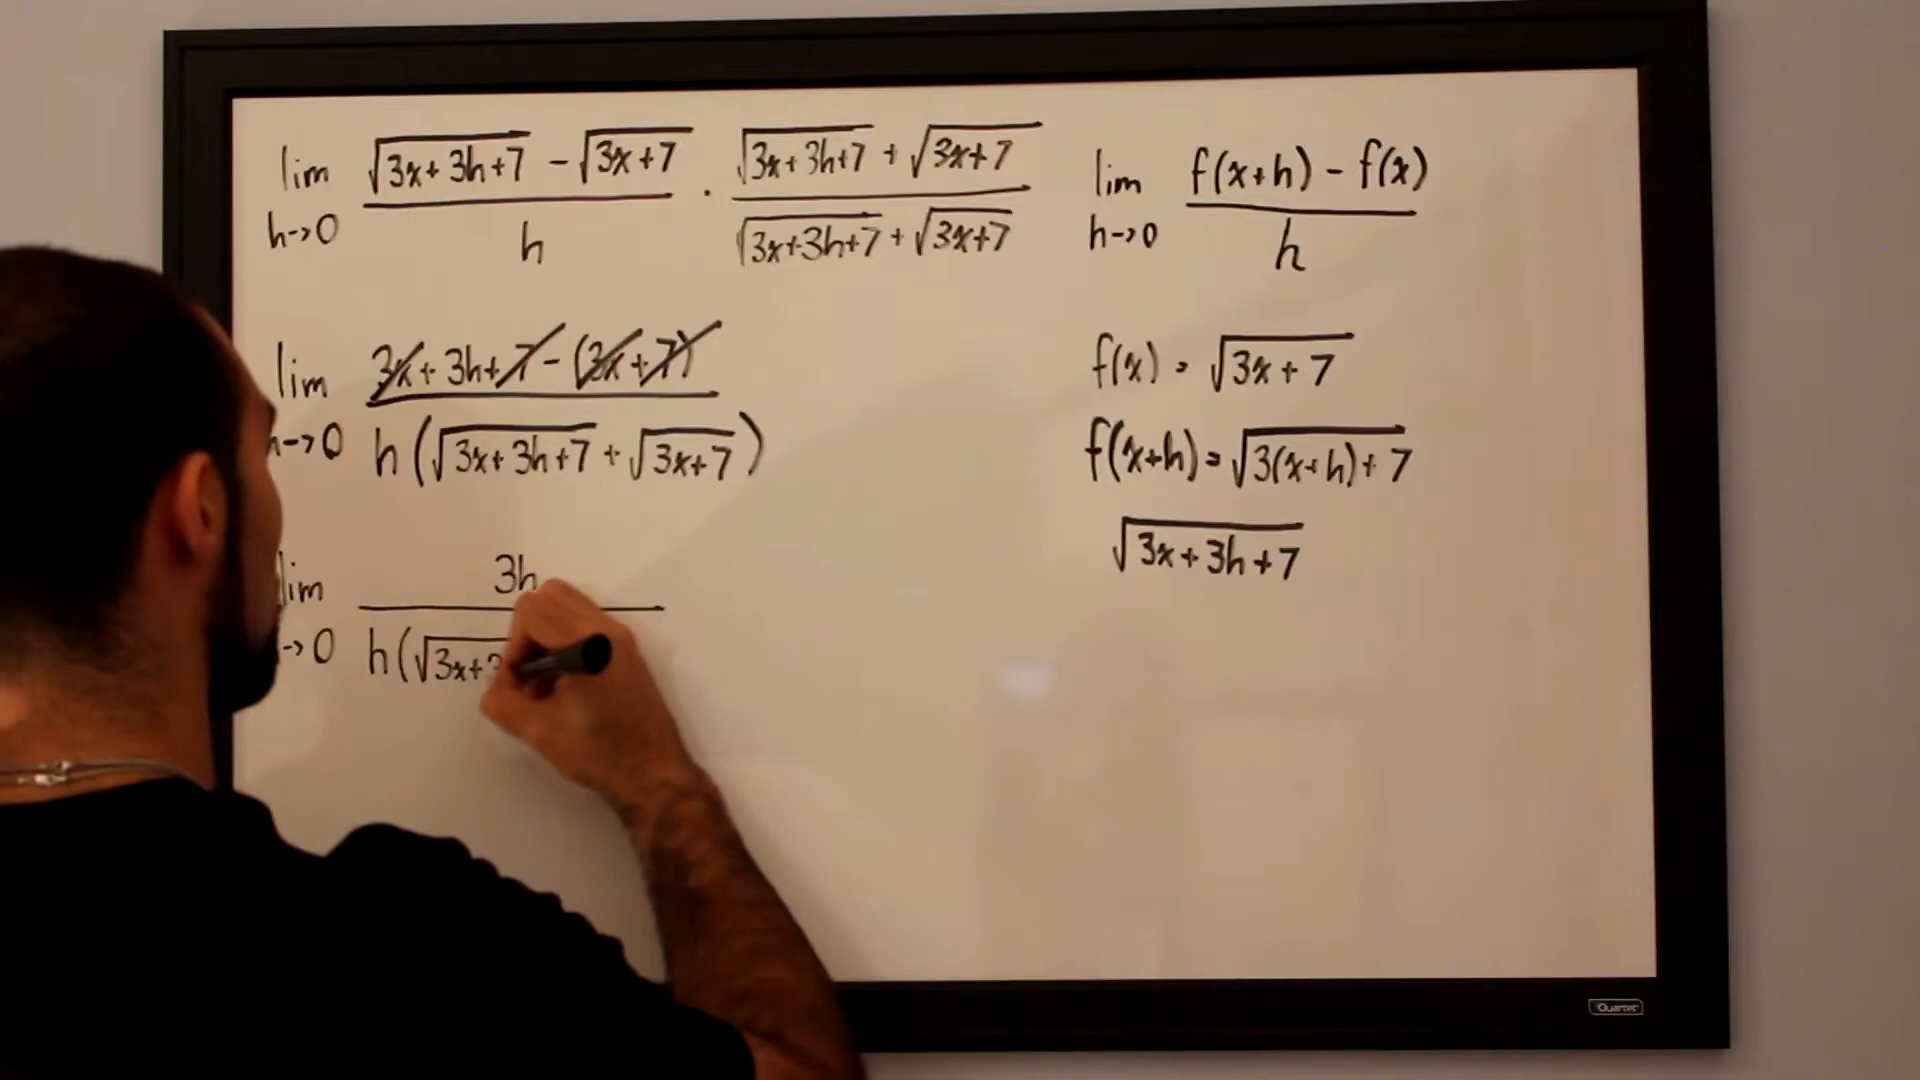 lim h→0 (√(3x+3h+7) - √(3x+7))/h · (√(3x+3h+7) + √(3x+7))/(√(3x+3h+7) + √(3x+7))
lim h→0 (f(x+h) - f(x))/h
lim h→0 (3x + 3h + 7 - (3x + 7))/(h(√(3x+3h+7) + √(3x+7)))
f(x) = √(3x+7)
f(x+h) = √(3(x+h)+7)
√(3x+3h+7)
lim →0 3h/(h(√(3x+3
Quartet